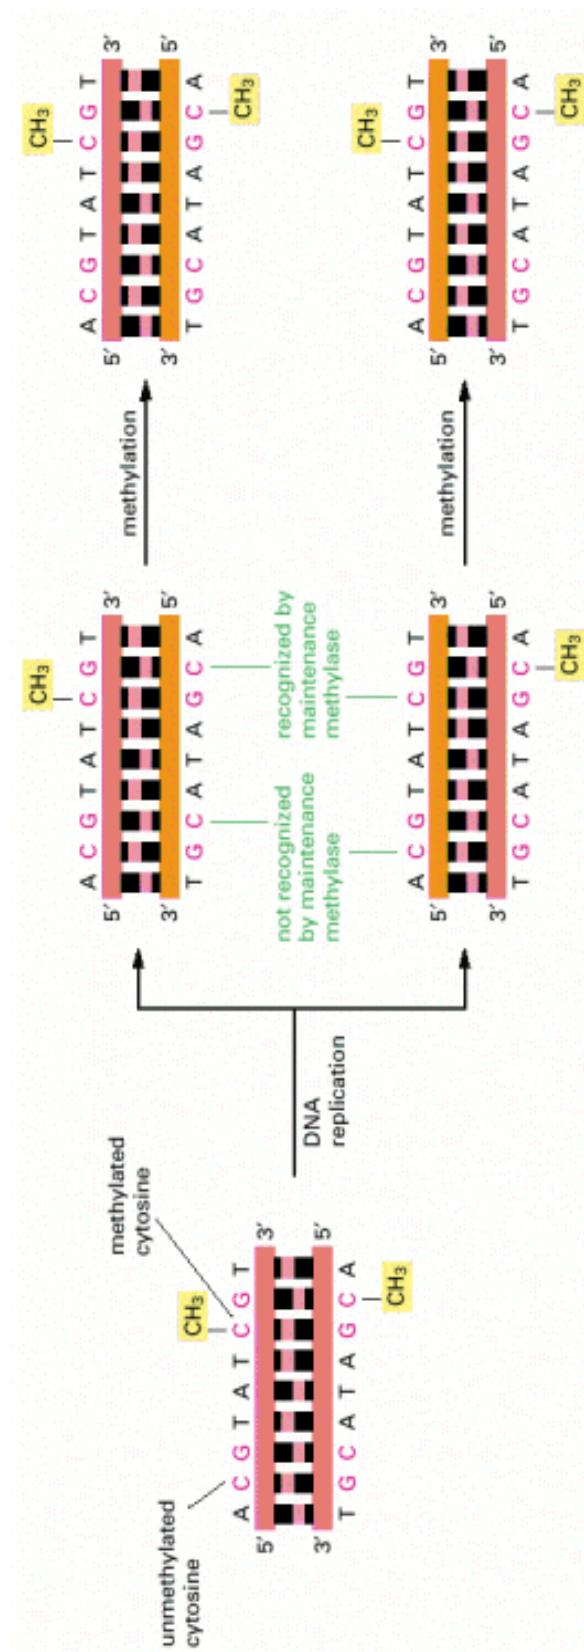 unmethylated
cytosine
methylated
cytosine
CH₃
A C G T A T C G T
5′ 3′
3′ 5′
T G C A T A G C A
CH₃
DNA
replication
CH₃
A C G T A T C G T
5′ 3′
3′ 5′
T G C A T A G C A
not recognized
by maintenance
methylase
recognized by
maintenance
methylase
A C G T A T C G T
5′ 3′
3′ 5′
T G C A T A G C A
CH₃
methylation
methylation
CH₃
A C G T A T C G T
5′ 3′
3′ 5′
T G C A T A G C A
CH₃
CH₃
A C G T A T C G T
5′ 3′
3′ 5′
T G C A T A G C A
CH₃